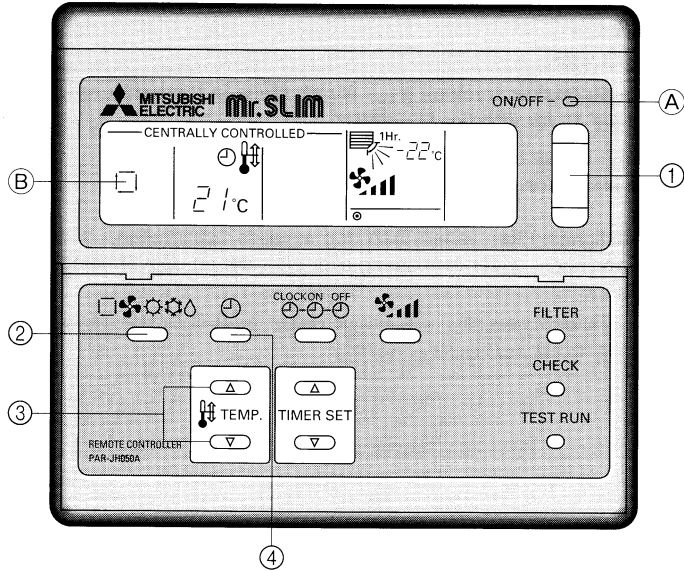 MITSUBISHI
ELECTRIC
Mr.SLIM
ON/OFF
A
CENTRALLY CONTROLLED
1Hr.
-22°C
B
21°C
1
CLOCK ON OFF
FILTER
2
CHECK
3
TEMP.
TIMER SET
TEST RUN
REMOTE CONTROLLER
PAR-JH050A
4